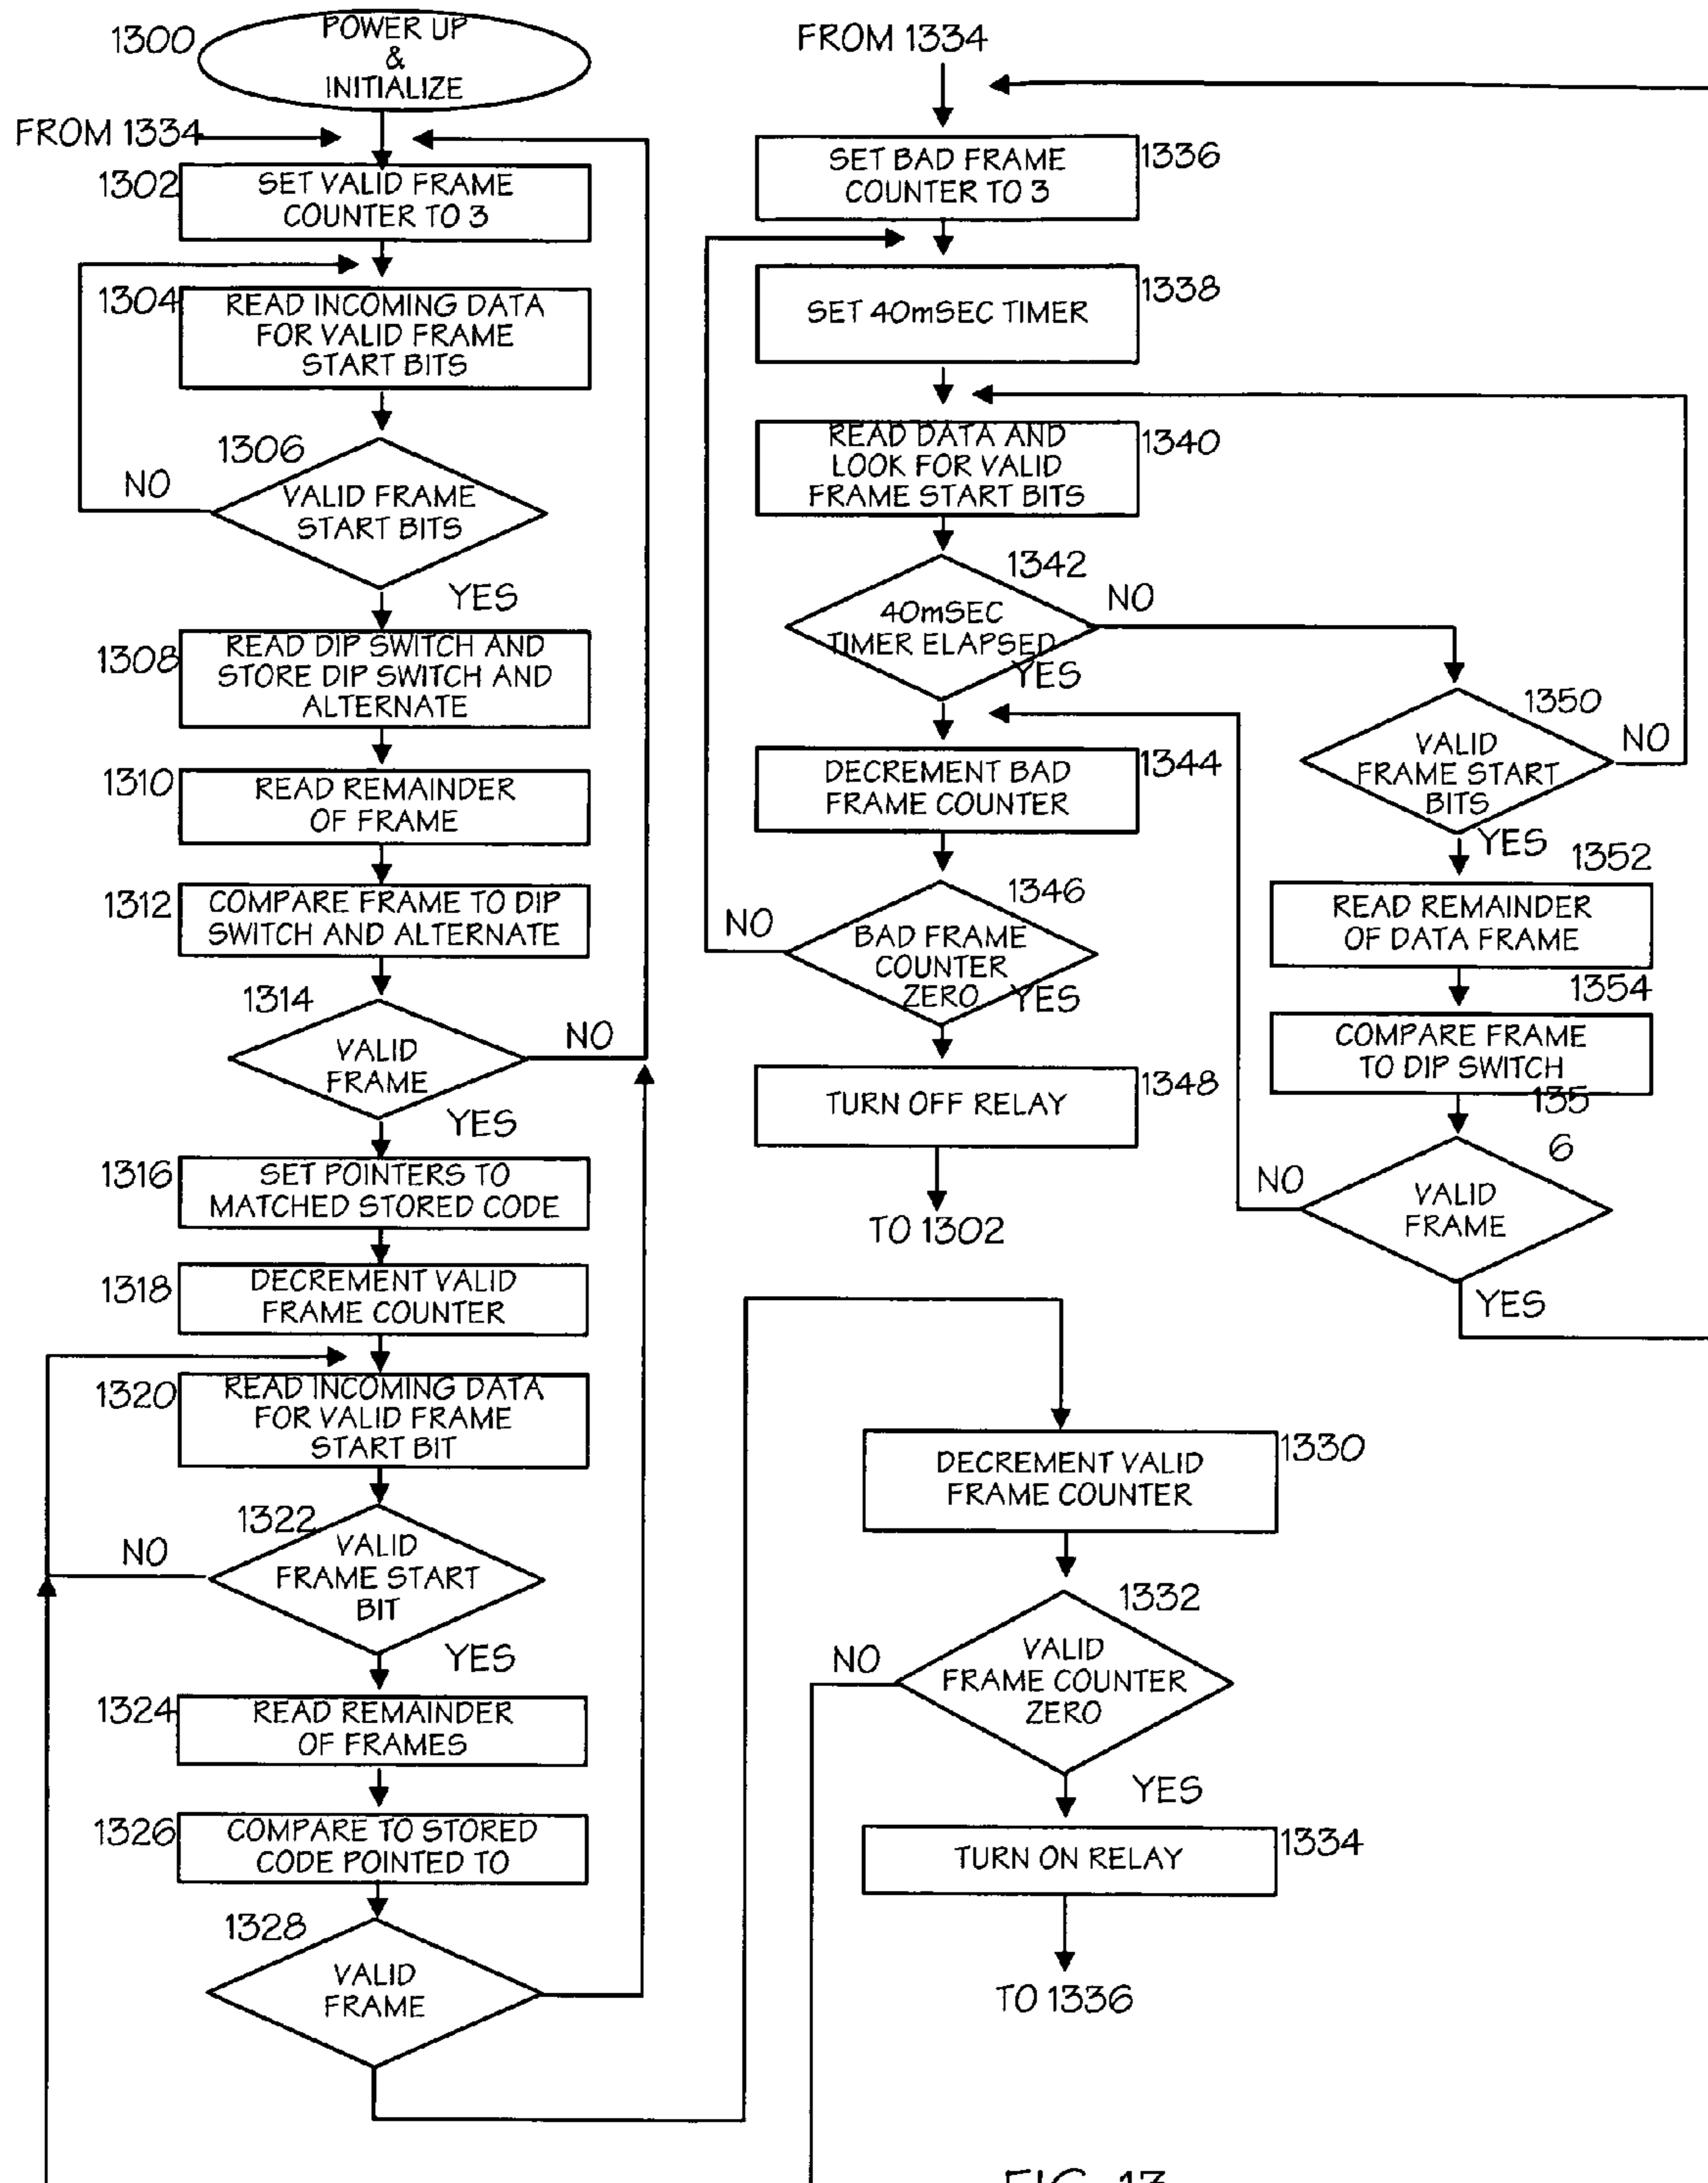 1300
POWER UP
&
INITIALIZE
FROM 1334
1302
SET VALID FRAME
COUNTER TO 3
1304
READ INCOMING DATA
FOR VALID FRAME
START BITS
1306
NO
VALID FRAME
START BITS
YES
1308
READ DIP SWITCH AND
STORE DIP SWITCH AND
ALTERNATE
1310
READ REMAINDER
OF FRAME
1312
COMPARE FRAME TO DIP
SWITCH AND ALTERNATE
1314
NO
VALID
FRAME
YES
1316
SET POINTERS TO
MATCHED STORED CODE
1318
DECREMENT VALID
FRAME COUNTER
1320
READ INCOMING DATA
FOR VALID FRAME
START BIT
1322
NO
VALID
FRAME START
BIT
YES
1324
READ REMAINDER
OF FRAMES
1326
COMPARE TO STORED
CODE POINTED TO
1328
VALID
FRAME
FROM 1334
1336
SET BAD FRAME
COUNTER TO 3
1338
SET 40mSEC TIMER
1340
READ DATA AND
LOOK FOR VALID
FRAME START BITS
1342
NO
40mSEC
TIMER ELAPSED
YES
1344
DECREMENT BAD
FRAME COUNTER
1346
NO
BAD FRAME
COUNTER
ZERO
YES
1348
TURN OFF RELAY
TO 1302
1350
NO
VALID
FRAME START
BITS
YES
1352
READ REMAINDER
OF DATA FRAME
1354
COMPARE FRAME
TO DIP SWITCH
135
6
NO
VALID
FRAME
YES
1330
DECREMENT VALID
FRAME COUNTER
1332
NO
VALID
FRAME COUNTER
ZERO
YES
1334
TURN ON RELAY
TO 1336
FIG. 13